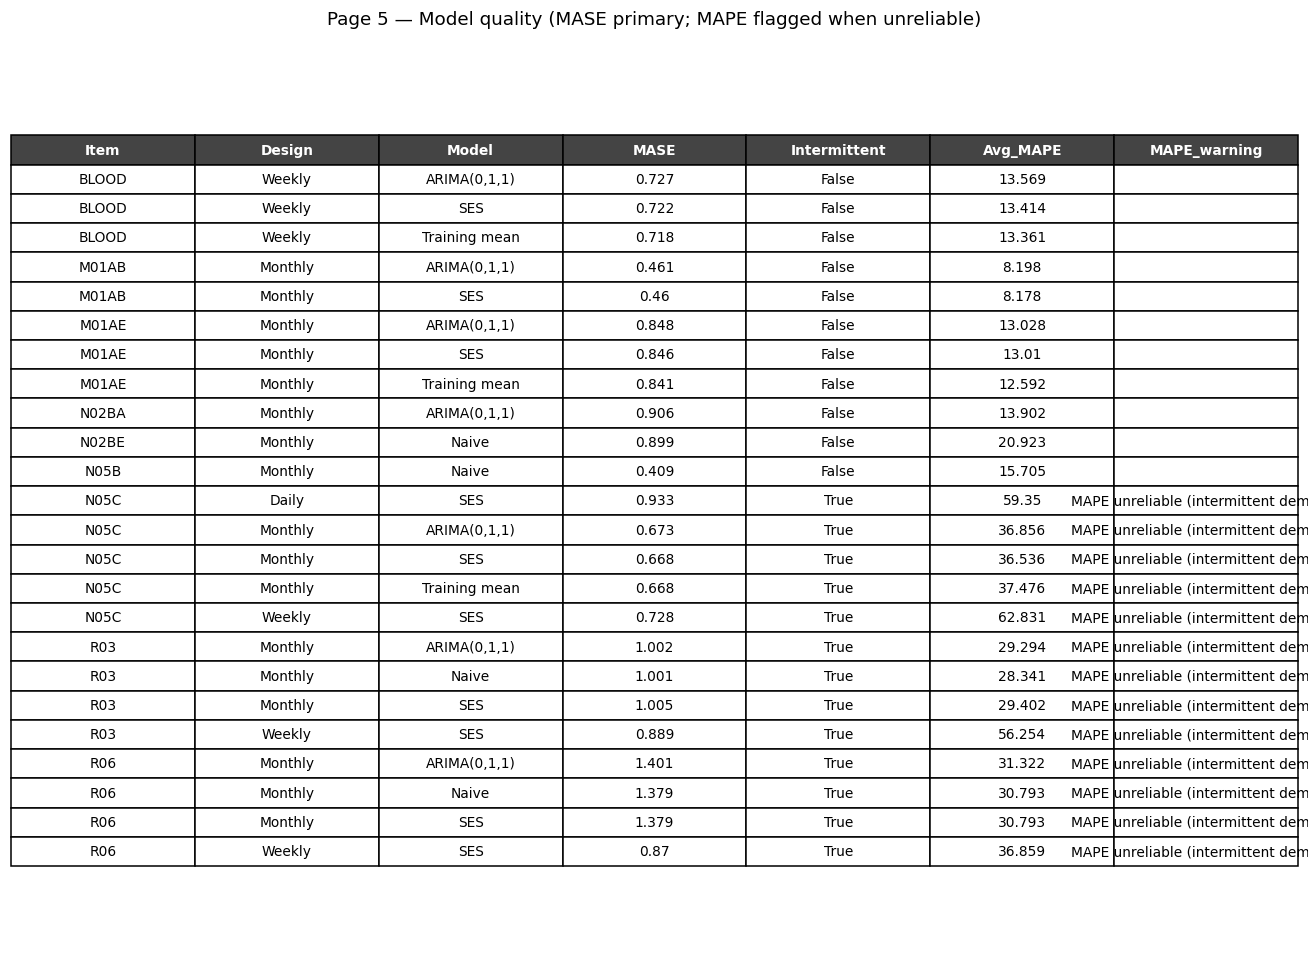 Page 5 — Model quality (MASE primary; MAPE flagged when unreliable)
Item Design Model MASE Intermittent Avg_MAPE MAPE_warning
BLOOD Weekly ARIMA(0,1,1) 0.727 False 13.569
BLOOD Weekly SES 0.722 False 13.414
BLOOD Weekly Training mean 0.718 False 13.361
M01AB Monthly ARIMA(0,1,1) 0.461 False 8.198
M01AB Monthly SES 0.46 False 8.178
M01AE Monthly ARIMA(0,1,1) 0.848 False 13.028
M01AE Monthly SES 0.846 False 13.01
M01AE Monthly Training mean 0.841 False 12.592
N02BA Monthly ARIMA(0,1,1) 0.906 False 13.902
N02BE Monthly Naive 0.899 False 20.923
N05B Monthly Naive 0.409 False 15.705
N05C Daily SES 0.933 True 59.35 MAPE unreliable (intermittent dem
N05C Monthly ARIMA(0,1,1) 0.673 True 36.856 MAPE unreliable (intermittent dem
N05C Monthly SES 0.668 True 36.536 MAPE unreliable (intermittent dem
N05C Monthly Training mean 0.668 True 37.476 MAPE unreliable (intermittent dem
N05C Weekly SES 0.728 True 62.831 MAPE unreliable (intermittent dem
R03 Monthly ARIMA(0,1,1) 1.002 True 29.294 MAPE unreliable (intermittent dem
R03 Monthly Naive 1.001 True 28.341 MAPE unreliable (intermittent dem
R03 Monthly SES 1.005 True 29.402 MAPE unreliable (intermittent dem
R03 Weekly SES 0.889 True 56.254 MAPE unreliable (intermittent dem
R06 Monthly ARIMA(0,1,1) 1.401 True 31.322 MAPE unreliable (intermittent dem
R06 Monthly Naive 1.379 True 30.793 MAPE unreliable (intermittent dem
R06 Monthly SES 1.379 True 30.793 MAPE unreliable (intermittent dem
R06 Weekly SES 0.87 True 36.859 MAPE unreliable (intermittent dem